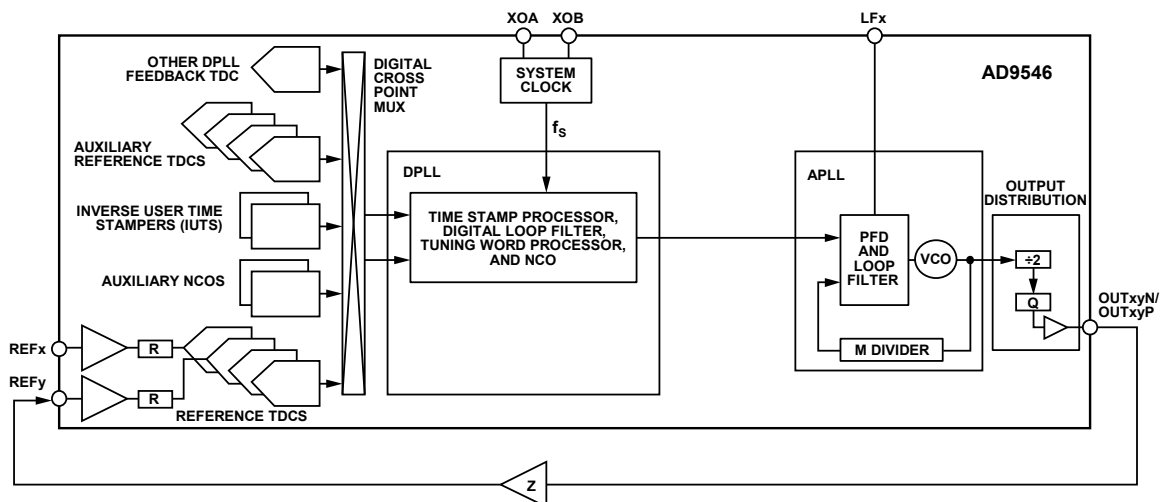 XOA XOB LFx
AD9546
OTHER DPLL
FEEDBACK TDC
DIGITAL
CROSS
POINT
MUX
SYSTEM
CLOCK
fS
AUXILIARY
REFERENCE TDCS
INVERSE USER TIME
STAMPERS (IUTS)
AUXILIARY NCOS
REFx
R
REFy
R
REFERENCE TDCS
DPLL
TIME STAMP PROCESSOR,
DIGITAL LOOP FILTER,
TUNING WORD PROCESSOR,
AND NCO
APLL
PFD
AND
LOOP
FILTER
VCO
M DIVIDER
OUTPUT
DISTRIBUTION
÷2
Q
OUTxyN/
OUTxyP
Z